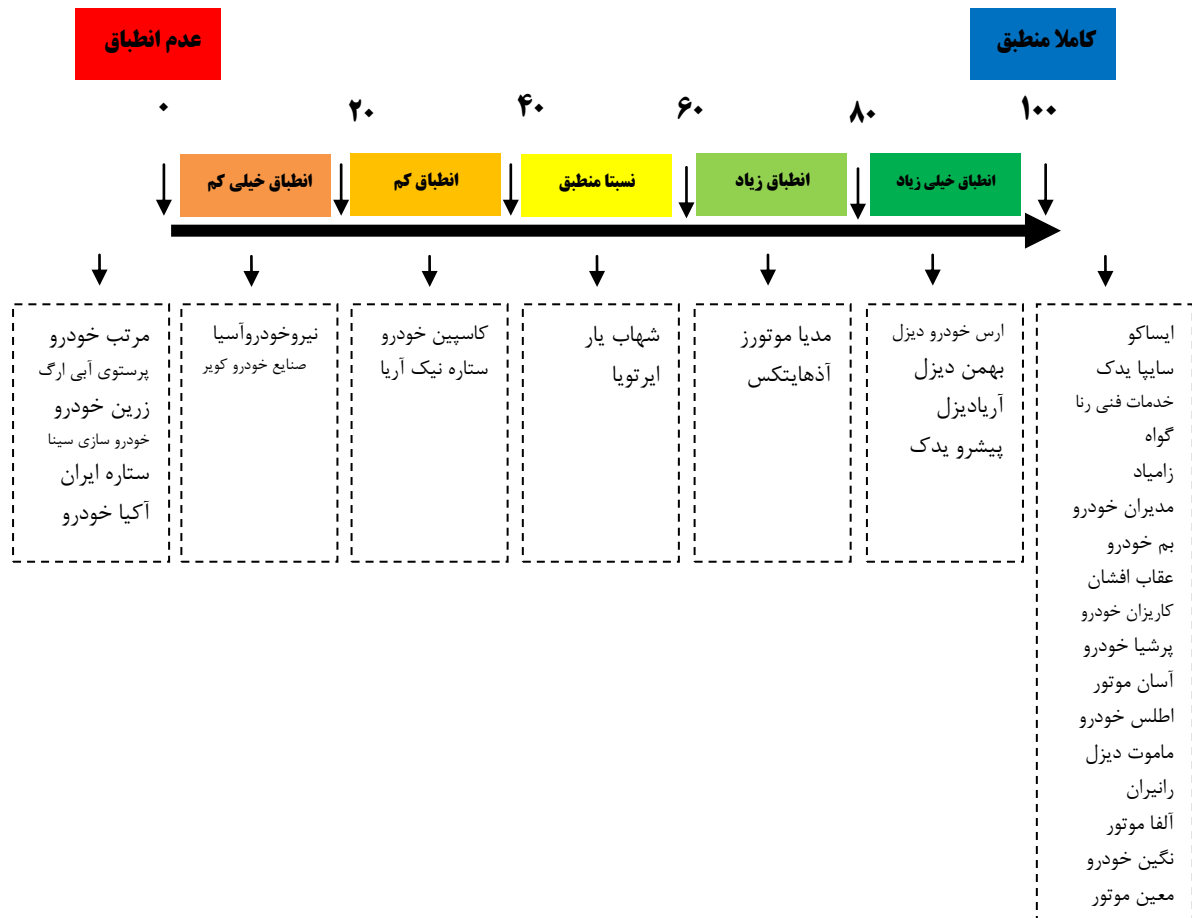 کاملا منطبق
عدم انطباق
۰
۲۰
۴۰
۶۰
۸۰
۱۰۰
انطباق خیلی کم
انطباق کم
نسبتا منطبق
انطباق زیاد
انطباق خیلی زیاد
ایساکو
سایپا یدک
خدمات فنی رنا
گواه
زامیاد
مدیران خودرو
بم خودرو
عقاب افشان
کاریزان خودرو
پرشیا خودرو
آسان موتور
اطلس خودرو
ماموت دیزل
رانیران
آلفا موتور
نگین خودرو
معین موتور
ارس خودرو دیزل
بهمن دیزل
آریادیزل
پیشرو یدک
مدیا موتورز
آذهایتکس
شهاب یار
ایرتویا
کاسپین خودرو
ستاره نیک آریا
نیروخودروآسیا
صنایع خودرو کویر
مرتب خودرو
پرستوی آبی ارگ
زرین خودرو
خودرو سازی سینا
ستاره ایران
آکیا خودرو